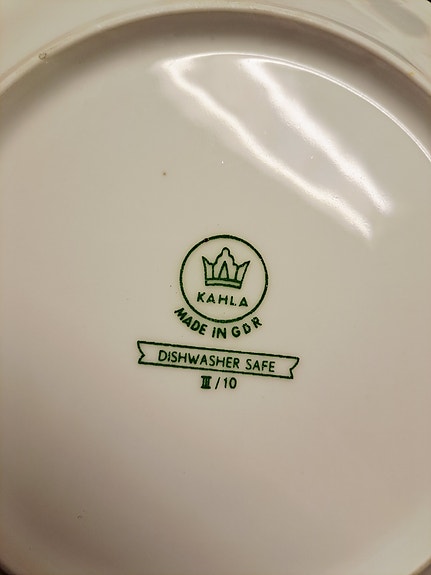 KAHLA
MADE IN GDR
DISHWASHER SAFE
III/10